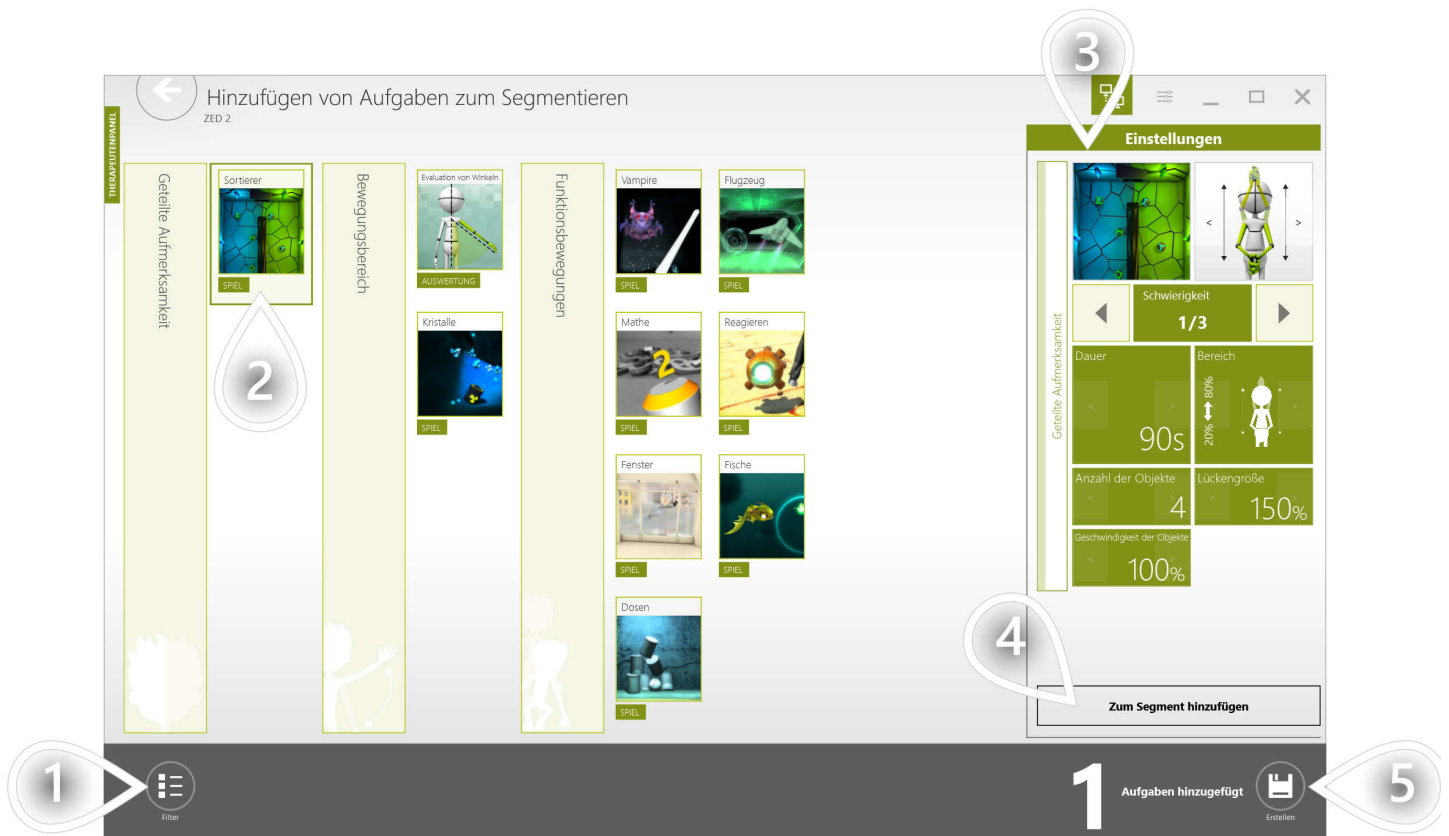 3
Hinzufügen von Aufgaben zum Segmentieren
ZED 2
THERAPEUTENPANEL
Geteilte Aufmerksamkeit
Sortierer
SPIEL
2
Bewegungsbereich
Evaluation von Winkeln
AUSWERTUNG
Kristalle
SPIEL
Funktionsbewegungen
Vampire
SPIEL
Flugzeug
SPIEL
Mathe
2
SPIEL
Reagieren
SPIEL
Fenster
SPIEL
Fische
SPIEL
Dosen
SPIEL
Einstellungen
Geteilte Aufmerksamkeit
< >
Schwierigkeit
1/3
Dauer
< >
90s
Bereich
20% 80%
< >
Anzahl der Objekte
< >
4
Lückengröße
< >
150%
Geschwindigkeit der Objekte
<
100%
4
Zum Segment hinzufügen
1
Filter
1
Aufgaben hinzugefügt
Erstellen
5